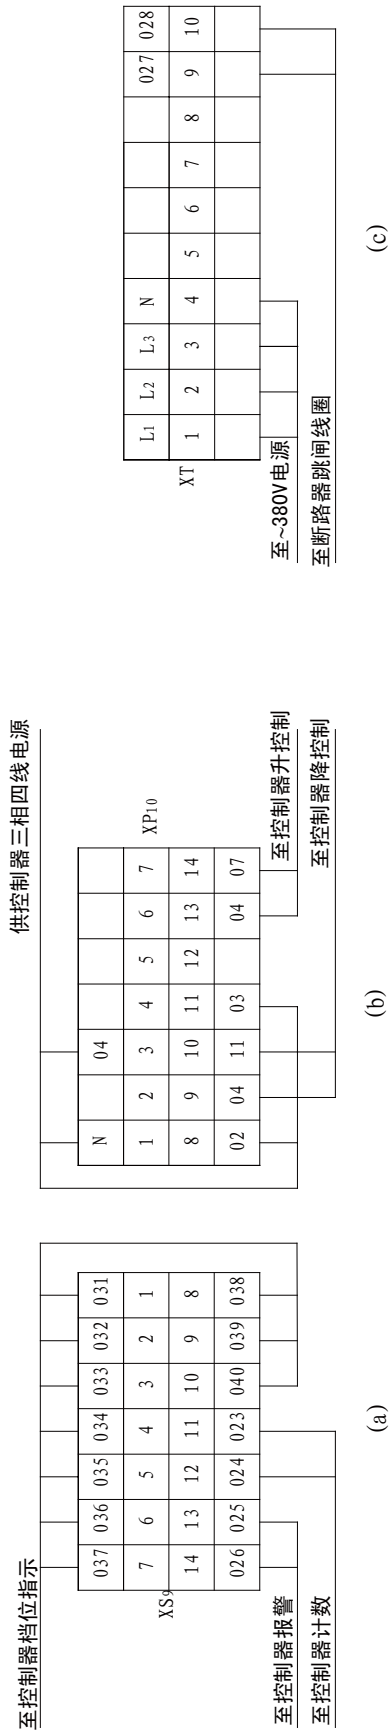 至控制器档位指示
037 036 035 034 033 032 031
7 6 5 4 3 2 1
XS9
14 13 12 11 10 9 8
026 025 024 023 040 039 038
至控制器报警
至控制器计数
(a)
供控制器三相四线电源
N 04
1 2 3 4 5 6 7
XP10
8 9 10 11 12 13 14
02 04 11 03 04 07
至控制器升控制
至控制器降控制
(b)
L1 L2 L3 N 027 028
XT
1 2 3 4 5 6 7 8 9 10
至~380V电源
至断路器跳闸线圈
(c)